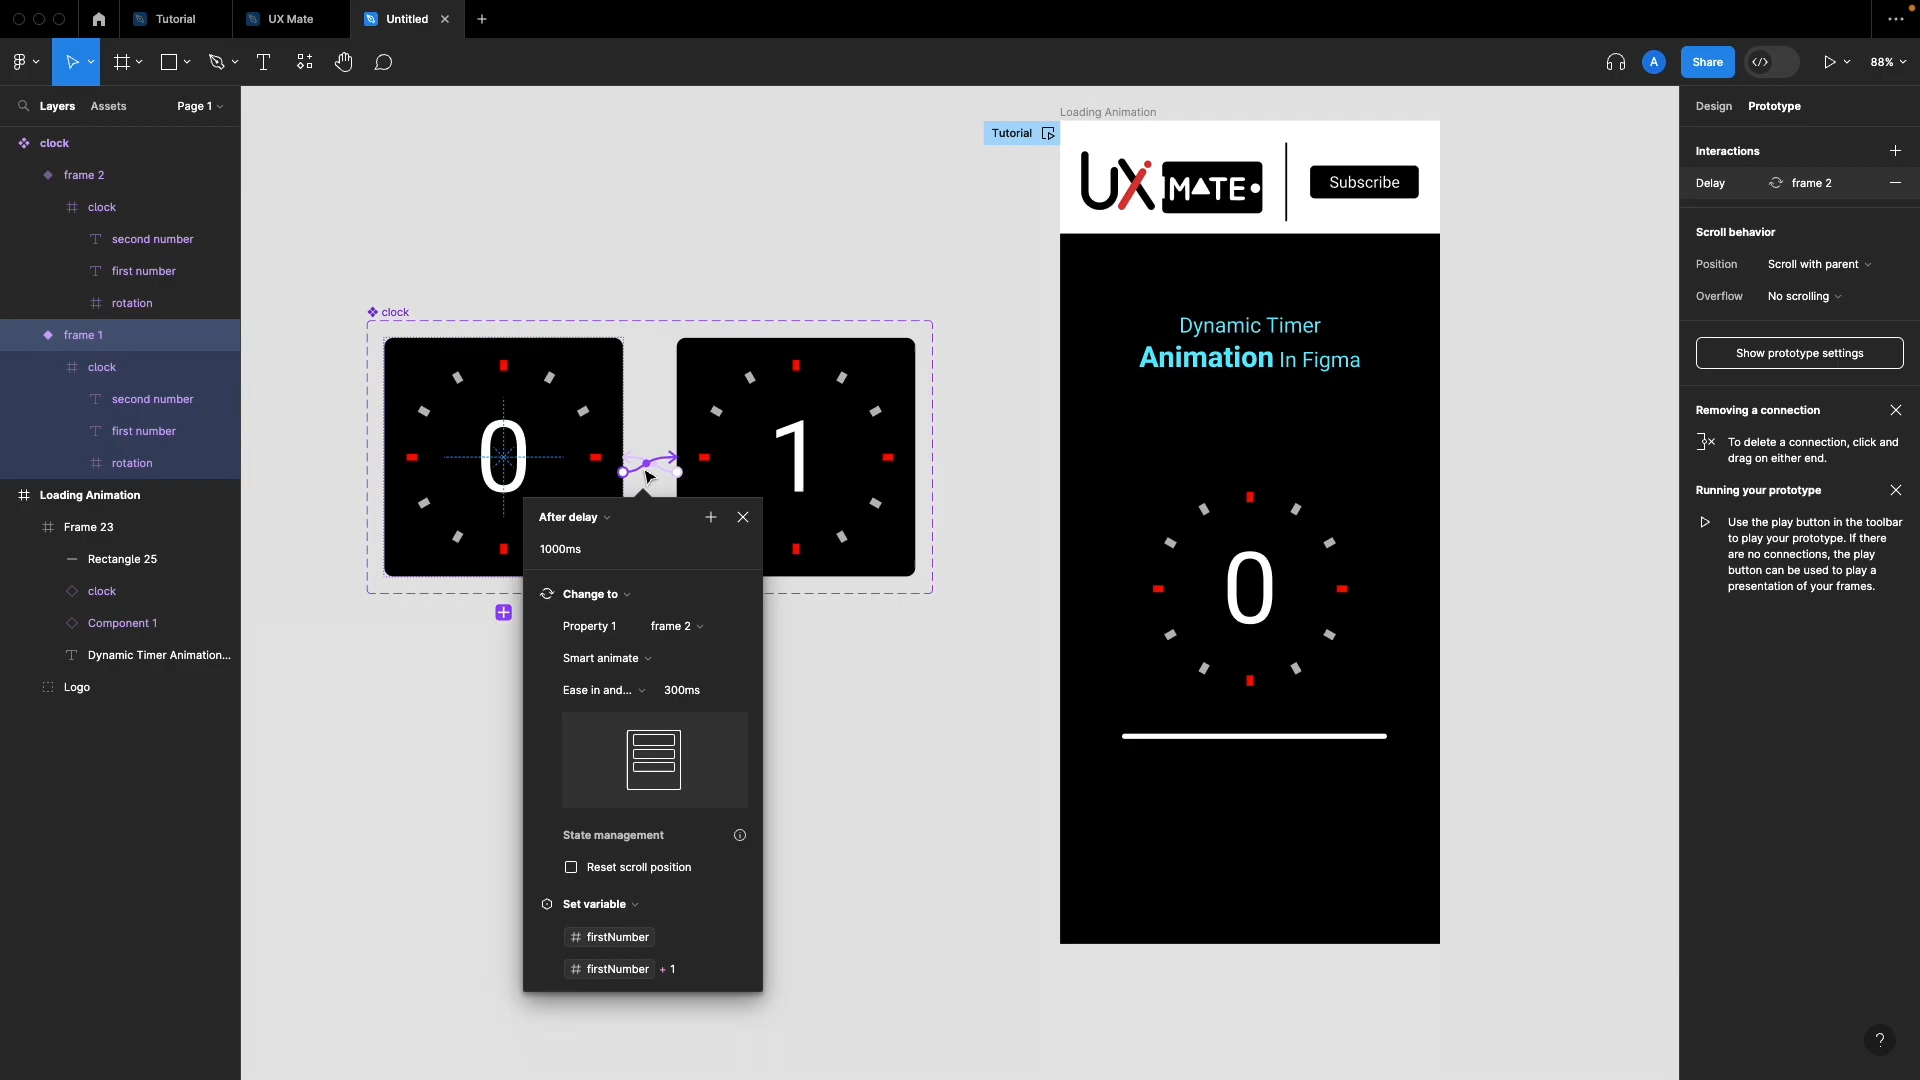 Tutorial
UX Mate
Untitled
A
Share
88%
Layers
Assets
Page 1
clock
frame 2
clock
second number
first number
rotation
frame 1
clock
second number
first number
rotation
Loading Animation
Frame 23
Rectangle 25
clock
Component 1
Dynamic Timer Animation...
Logo
clock
0
1
After delay
1000ms
Change to
Property 1
frame 2
Smart animate
Ease in and...
300ms
State management
Reset scroll position
Set variable
firstNumber
firstNumber + 1
Loading Animation
Tutorial
UX MATE
Subscribe
Dynamic Timer
Animation In Figma
0
Design
Prototype
Interactions
Delay
frame 2
Scroll behavior
Position
Scroll with parent
Overflow
No scrolling
Show prototype settings
Removing a connection
To delete a connection, click and
drag on either end.
Running your prototype
Use the play button in the toolbar
to play your prototype. If there
are no connections, the play
button can be used to play a
presentation of your frames.
?